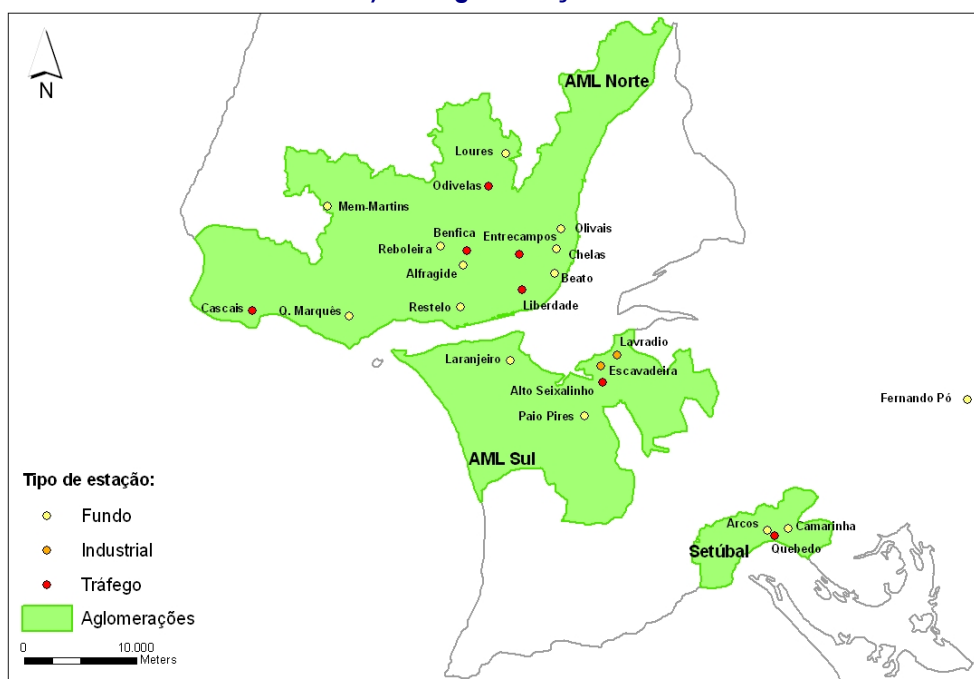 N
AML Norte
Loures
Odivelas
Mem-Martins
Olivais
Benfica
Entrecampos
Reboleira
Chelas
Alfragide
Beato
Cascais
Q. Marquês
Restelo
Liberdade
Lavradio
Laranjeiro
Escavadeira
Alto Seixalinho
Fernando Pó
Paio Pires
AML Sul
Tipo de estação:
Fundo
Industrial
Tráfego
Aglomerações
0 10.000
Meters
Arcos
Camarinha
Setúbal
Quebedo